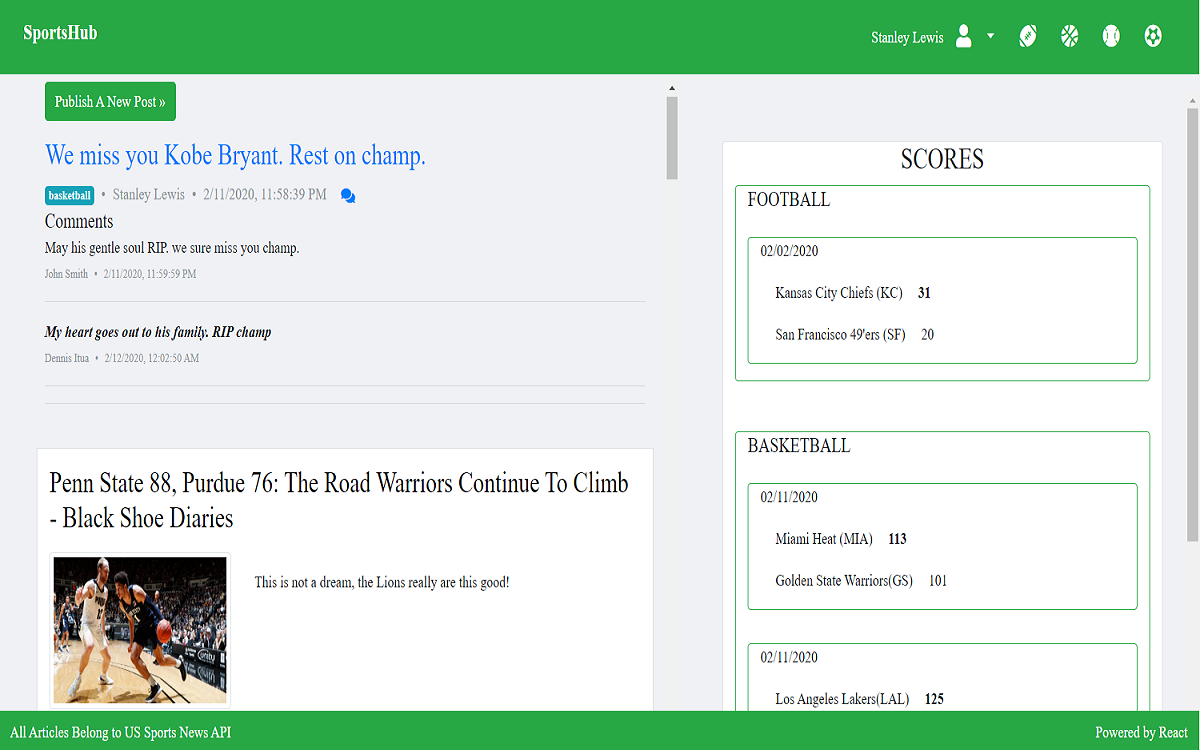 SportsHub
Stanley Lewis
Publish A New Post »
We miss you Kobe Bryant. Rest on champ.
basketball • Stanley Lewis • 2/11/2020, 11:58:39 PM
Comments
May his gentle soul RIP. we sure miss you champ.
John Smith • 2/11/2020, 11:59:59 PM
My heart goes out to his family. RIP champ
Dennis Itua • 2/12/2020, 12:02:50 AM
Penn State 88, Purdue 76: The Road Warriors Continue To Climb
- Black Shoe Diaries
This is not a dream, the Lions really are this good!
SCORES
FOOTBALL
02/02/2020
Kansas City Chiefs (KC) 31
San Francisco 49'ers (SF) 20
BASKETBALL
02/11/2020
Miami Heat (MIA) 113
Golden State Warriors(GS) 101
02/11/2020
Los Angeles Lakers(LAL) 125
All Articles Belong to US Sports News API
Powered by React